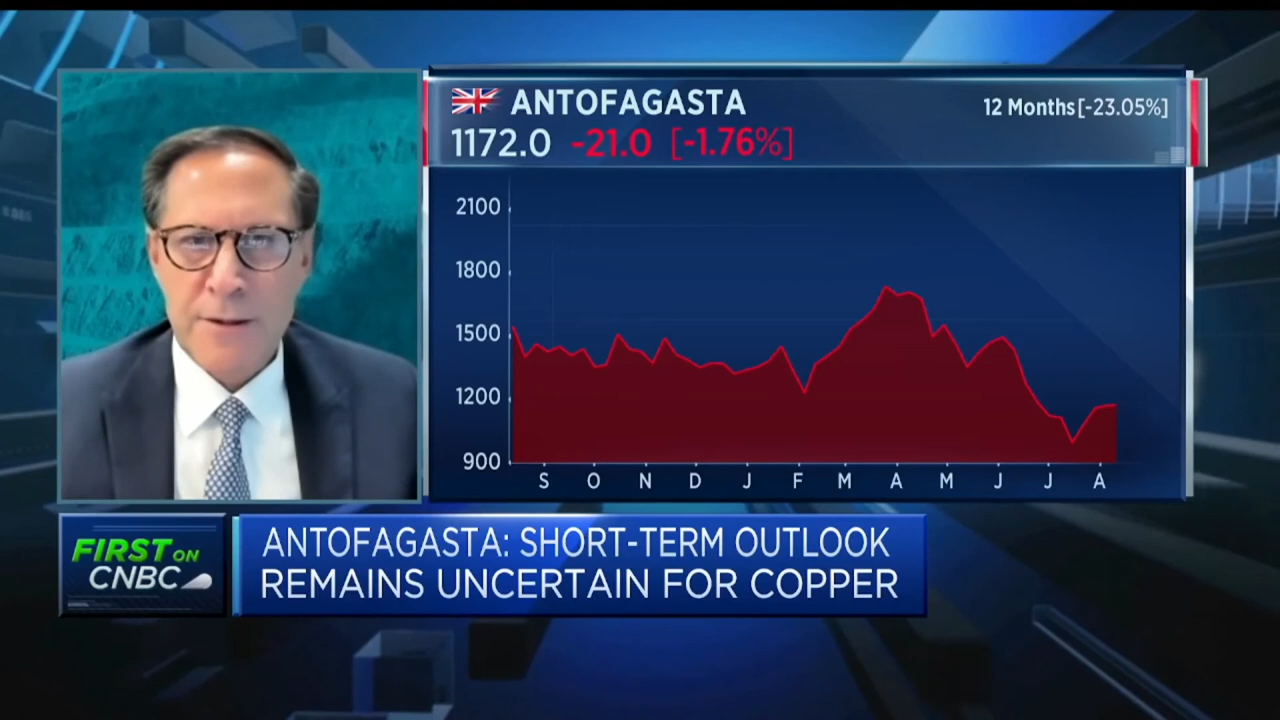 ANTOFAGASTA
12 Months [-23.05%]
1172.0 -21.0 [-1.76%]
2100
1800
1500
1200
900
S O N D J F M A M J J A
FIRST ON
CNBC
ANTOFAGASTA: SHORT-TERM OUTLOOK
REMAINS UNCERTAIN FOR COPPER